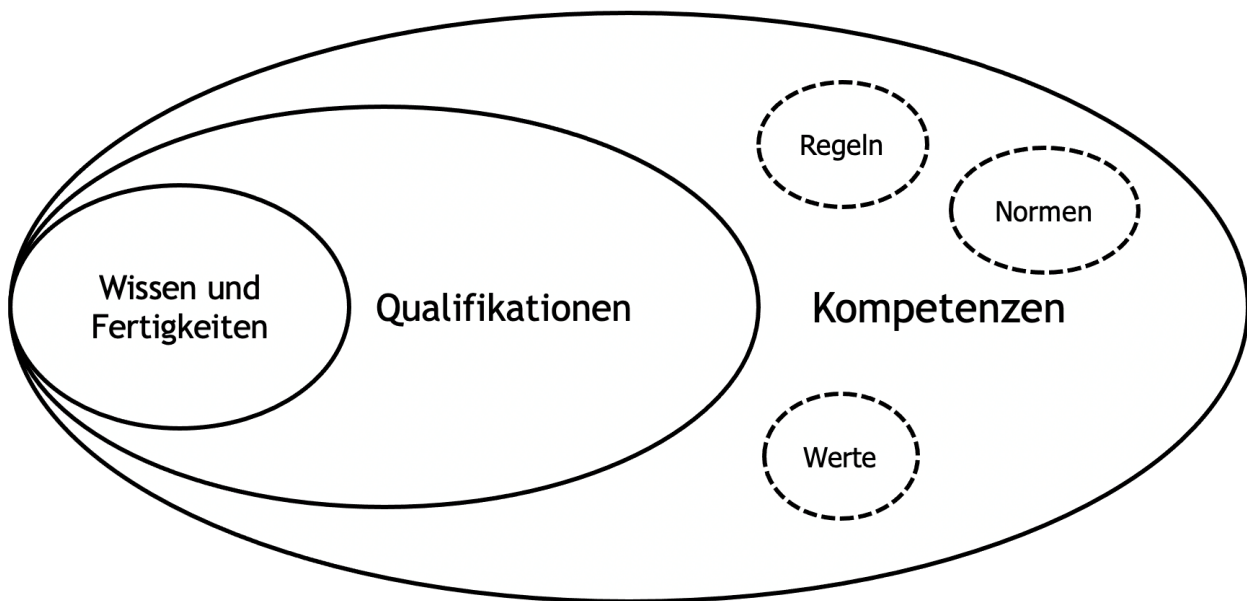 Regeln
Normen
Wissen und
Fertigkeiten
Qualifikationen
Kompetenzen
Werte